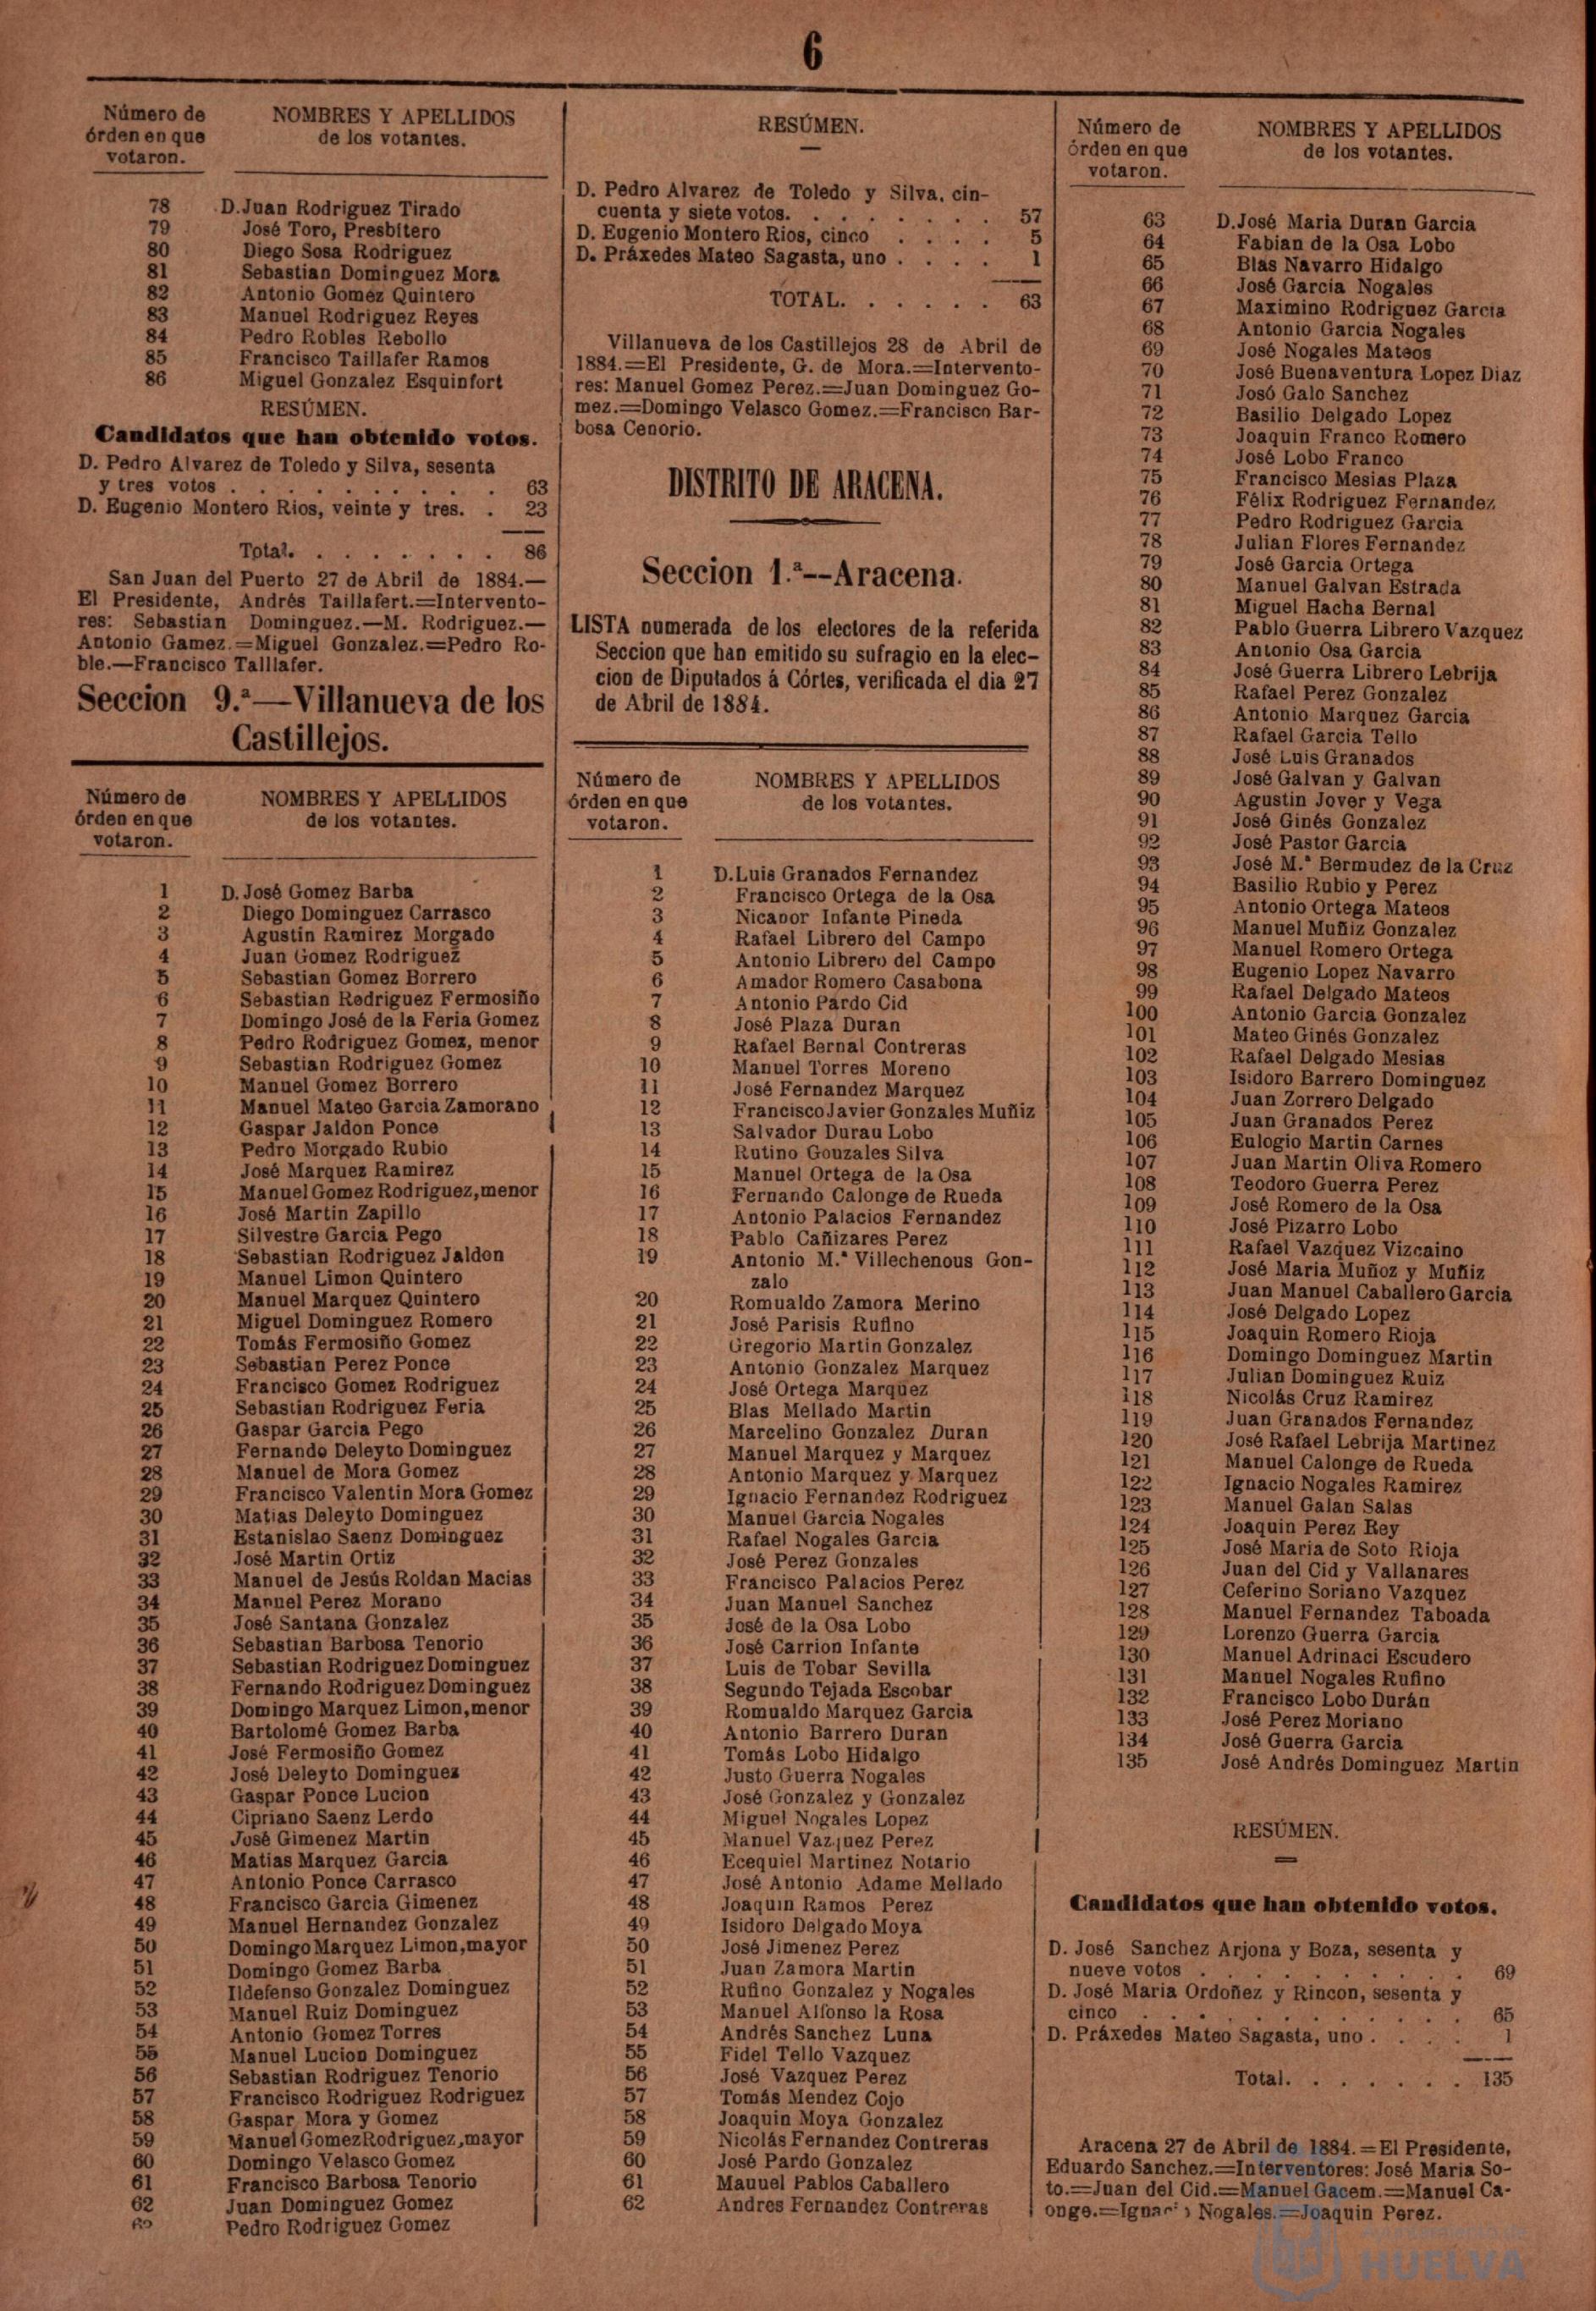 6
Número de
órden en que
votaron.
NOMBRES Y APELLIDOS
de los votantes.
78 D. Juan Rodriguez Tirado
79 José Toro, Presbítero
80 Diego Sosa Rodriguez
81 Sebastian Dominguez Mora
82 Antonio Gomez Quintero
83 Manuel Rodriguez Reyes
84 Pedro Robles Rebollo
85 Francisco Taillafer Ramos
86 Miguel Gonzalez Esquinfort
RESÚMEN.
Candidatos que han obtenido votos.
D. Pedro Alvarez de Toledo y Silva, sesenta
y tres votos . . . . . . . . 63
D. Eugenio Montero Rios, veinte y tres. . 23
Total. . . . . . . . 86
San Juan del Puerto 27 de Abril de 1884.—
El Presidente, Andrés Taillafert.=Intervento-
res: Sebastian Dominguez.—M. Rodriguez.—
Antonio Gamez.=Miguel Gonzalez.=Pedro Ro-
ble.—Francisco Talllafer.
Seccion 9.ª—Villanueva de los
Castillejos.
Número de
órden en que
votaron.
NOMBRES Y APELLIDOS
de los votantes.
1 D. José Gomez Barba
2 Diego Dominguez Carrasco
3 Agustin Ramirez Morgado
4 Juan Gomez Rodriguez
5 Sebastian Gomez Borrero
6 Sebastian Rodriguez Fermosiño
7 Domingo José de la Feria Gomez
8 Pedro Rodriguez Gomez, menor
9 Sebastian Rodriguez Gomez
10 Manuel Gomez Borrero
11 Manuel Mateo Garcia Zamorano
12 Gaspar Jaldon Ponce
13 Pedro Morgado Rubio
14 José Marquez Ramirez
15 Manuel Gomez Rodriguez, menor
16 José Martin Zapillo
17 Silvestre Garcia Pego
18 Sebastian Rodriguez Jaldon
19 Manuel Limon Quintero
20 Manuel Marquez Quintero
21 Miguel Dominguez Romero
22 Tomás Fermosiño Gomez
23 Sebastian Perez Ponce
24 Francisco Gomez Rodriguez
25 Sebastian Rodriguez Feria
26 Gaspar Garcia Pego
27 Fernando Deleyto Dominguez
28 Manuel de Mora Gomez
29 Francisco Valentin Mora Gomez
30 Matias Deleyto Dominguez
31 Estanislao Saenz Dominguez
32 José Martin Ortiz
33 Manuel de Jesús Roldan Macias
34 Manuel Perez Morano
35 José Santana Gonzalez
36 Sebastian Barbosa Tenorio
37 Sebastian Rodriguez Dominguez
38 Fernando Rodriguez Dominguez
39 Domingo Marquez Limon, menor
40 Bartolomé Gomez Barba
41 José Fermosiño Gomez
42 José Deleyto Dominguez
43 Gaspar Ponce Lucion
44 Cipriano Saenz Lerdo
45 José Gimenez Martin
46 Matias Marquez Garcia
47 Antonio Ponce Carrasco
48 Francisco Garcia Gimenez
49 Manuel Hernandez Gonzalez
50 Domingo Marquez Limon, mayor
51 Domingo Gomez Barba
52 Ildefenso Gonzalez Dominguez
53 Manuel Ruiz Dominguez
54 Antonio Gomez Torres
55 Manuel Lucion Dominguez
56 Sebastian Rodriguez Tenorio
57 Francisco Rodriguez Rodriguez
58 Gaspar Mora y Gomez
59 Manuel Gomez Rodriguez, mayor
60 Domingo Velasco Gomez
61 Francisco Barbosa Tenorio
62 Juan Dominguez Gomez
63 Pedro Rodriguez Gomez
RESÚMEN.
D. Pedro Alvarez de Toledo y Silva, cin-
cuenta y siete votos. . . . . . . . . 57
D. Eugenio Montero Rios, cinco . . . . 5
D. Práxedes Mateo Sagasta, uno . . . . 1
TOTAL. . . . . . 63
Villanueva de los Castillejos 28 de Abril de
1884.=El Presidente, G. de Mora.=Intervento-
res: Manuel Gomez Perez.=Juan Dominguez Go-
mez.=Domingo Velasco Gomez.=Francisco Bar-
bosa Cenorio.
DISTRITO DE ARACENA.
Seccion 1.ª--Aracena.
LISTA numerada de los electores de la referida
Seccion que han emitido su sufragio en la elec-
cion de Diputados á Córtes, verificada el dia 27
de Abril de 1884.
Número de
órden en que
votaron.
NOMBRES Y APELLIDOS
de los votantes.
1 D. Luis Granados Fernandez
2 Francisco Ortega de la Osa
3 Nicanor Infante Pineda
4 Rafael Librero del Campo
5 Antonio Librero del Campo
6 Amador Romero Casabona
7 Antonio Pardo Cid
8 José Plaza Duran
9 Rafael Bernal Contreras
10 Manuel Torres Moreno
11 José Fernandez Marquez
12 Francisco Javier Gonzales Muñiz
13 Salvador Durau Lobo
14 Rutino Gouzales Silva
15 Manuel Ortega de la Osa
16 Fernando Calonge de Rueda
17 Antonio Palacios Fernandez
18 Pablo Cañizares Perez
19 Antonio M.ª Villechenous Gon-
zalo
20 Romualdo Zamora Merino
21 José Parisis Rufino
22 Gregorio Martin Gonzalez
23 Antonio Gonzalez Marquez
24 José Ortega Marquez
25 Blas Mellado Martin
26 Marcelino Gonzalez Duran
27 Manuel Marquez y Marquez
28 Antonio Marquez y Marquez
29 Ignacio Fernandez Rodriguez
30 Manuel Garcia Nogales
31 Rafael Nogales Garcia
32 José Perez Gonzales
33 Francisco Palacios Perez
34 Juan Manuel Sanchez
35 José de la Osa Lobo
36 José Carrion Infante
37 Luis de Tobar Sevilla
38 Segundo Tejada Escobar
39 Romualdo Marquez Garcia
40 Antonio Barrero Duran
41 Tomás Lobo Hidalgo
42 Justo Guerra Nogales
43 José Gonzalez y Gonzalez
44 Miguel Nogales Lopez
45 Manuel Vazquez Perez
46 Ecequiel Martinez Notario
47 José Antonio Adame Mellado
48 Joaquin Ramos Perez
49 Isidoro Delgado Moya
50 José Jimenez Perez
51 Juan Zamora Martin
52 Rufino Gonzalez y Nogales
53 Manuel Alfonso la Rosa
54 Andrés Sanchez Luna
55 Fidel Tello Vazquez
56 José Vazquez Perez
57 Tomás Mendez Cojo
58 Joaquin Moya Gonzalez
59 Nicolás Fernandez Contreras
60 José Pardo Gonzalez
61 Mauuel Pablos Caballero
62 Andres Fernandez Contreras
Número de
órden en que
votaron.
NOMBRES Y APELLIDOS
de los votantes.
63 D. José Maria Duran Garcia
64 Fabian de la Osa Lobo
65 Blas Navarro Hidalgo
66 José Garcia Nogales
67 Maximino Rodriguez Garcia
68 Antonio Garcia Nogales
69 José Nogales Mateos
70 José Buenaventura Lopez Diaz
71 Josó Galo Sanchez
72 Basilio Delgado Lopez
73 Joaquin Franco Romero
74 José Lobo Franco
75 Francisco Mesias Plaza
76 Félix Rodriguez Fernandez
77 Pedro Rodriguez Garcia
78 Julian Flores Fernandez
79 José Garcia Ortega
80 Manuel Galvan Estrada
81 Miguel Hacha Bernal
82 Pablo Guerra Librero Vazquez
83 Antonio Osa Garcia
84 José Guerra Librero Lebrija
85 Rafael Perez Gonzalez
86 Antonio Marquez Garcia
87 Rafael Garcia Tello
88 José Luis Granados
89 José Galvan y Galvan
90 Agustin Jover y Vega
91 José Ginés Gonzalez
92 José Pastor Garcia
93 José M.ª Bermudez de la Cruz
94 Basilio Rubio y Perez
95 Antonio Ortega Mateos
96 Manuel Muñiz Gonzalez
97 Manuel Romero Ortega
98 Eugenio Lopez Navarro
99 Rafael Delgado Mateos
100 Antonio Garcia Gonzalez
101 Mateo Ginés Gonzalez
102 Rafael Delgado Mesias
103 Isidoro Barrero Dominguez
104 Juan Zorrero Delgado
105 Juan Granados Perez
106 Eulogio Martin Carnes
107 Juan Martin Oliva Romero
108 Teodoro Guerra Perez
109 José Romero de la Osa
110 José Pizarro Lobo
111 Rafael Vazquez Vizcaino
112 José Maria Muñoz y Muñiz
113 Juan Manuel Caballero Garcia
114 José Delgado Lopez
115 Joaquin Romero Rioja
116 Domingo Dominguez Martin
117 Julian Dominguez Ruiz
118 Nicolás Cruz Ramirez
119 Juan Granados Fernandez
120 José Rafael Lebrija Martinez
121 Manuel Calonge de Rueda
122 Ignacio Nogales Ramirez
123 Manuel Galan Salas
124 Joaquin Perez Rey
125 José Maria de Soto Rioja
126 Juan del Cid y Vallanares
127 Ceferino Soriano Vazquez
128 Manuel Fernandez Taboada
129 Lorenzo Guerra Garcia
130 Manuel Adrinaci Escudero
131 Manuel Nogales Rufino
132 Francisco Lobo Durán
133 José Perez Moriano
134 José Guerra Garcia
135 José Andrés Dominguez Martin
RESÚMEN.
Candidatos que han obtenido votos.
D. José Sanchez Arjona y Boza, sesenta y
nueve votos . . . . . . . . 69
D. José Maria Ordoñez y Rincon, sesenta y
cinco . . . . . . . . . 65
D. Práxedes Mateo Sagasta, uno . . . . 1
Total. . . . . . . 135
Aracena 27 de Abril de 1884.=El Presidente,
Eduardo Sanchez.=Interventores: José Maria So-
to.=Juan del Cid.=Manuel Gacem.=Manuel Ca-
onge.= Nogales.=Joaquin Perez.
HUELVA